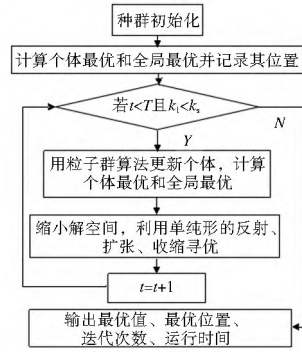 种群初始化
计算个体最优和全局最优并记录其位置
若t<T且k₁<kₛ
N
Y
用粒子群算法更新个体，计算
个体最优和全局最优
缩小解空间，利用单纯形的反射、
扩张、收缩寻优
t=t+1
输出最优值、最优位置、
迭代次数、运行时间